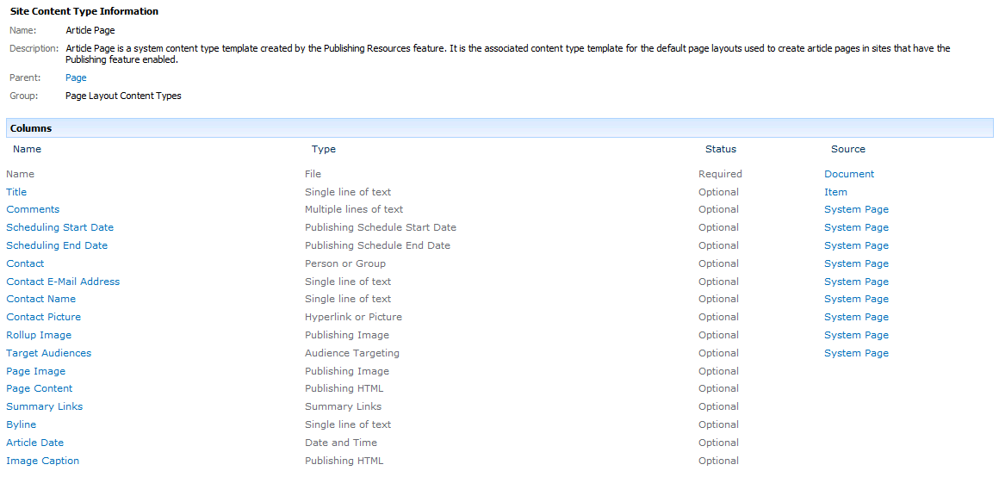 Site Content Type Information
Name: Article Page
Description: Article Page is a system content type template created by the Publishing Resources feature. It is the associated content type template for the default page layouts used to create article pages in sites that have the
Publishing feature enabled.
Parent: Page
Group: Page Layout Content Types
Columns
Name Type Status Source
Name File Required Document
Title Single line of text Optional Item
Comments Multiple lines of text Optional System Page
Scheduling Start Date Publishing Schedule Start Date Optional System Page
Scheduling End Date Publishing Schedule End Date Optional System Page
Contact Person or Group Optional System Page
Contact E-Mail Address Single line of text Optional System Page
Contact Name Single line of text Optional System Page
Contact Picture Hyperlink or Picture Optional System Page
Rollup Image Publishing Image Optional System Page
Target Audiences Audience Targeting Optional System Page
Page Image Publishing Image Optional
Page Content Publishing HTML Optional
Summary Links Summary Links Optional
Byline Single line of text Optional
Article Date Date and Time Optional
Image Caption Publishing HTML Optional